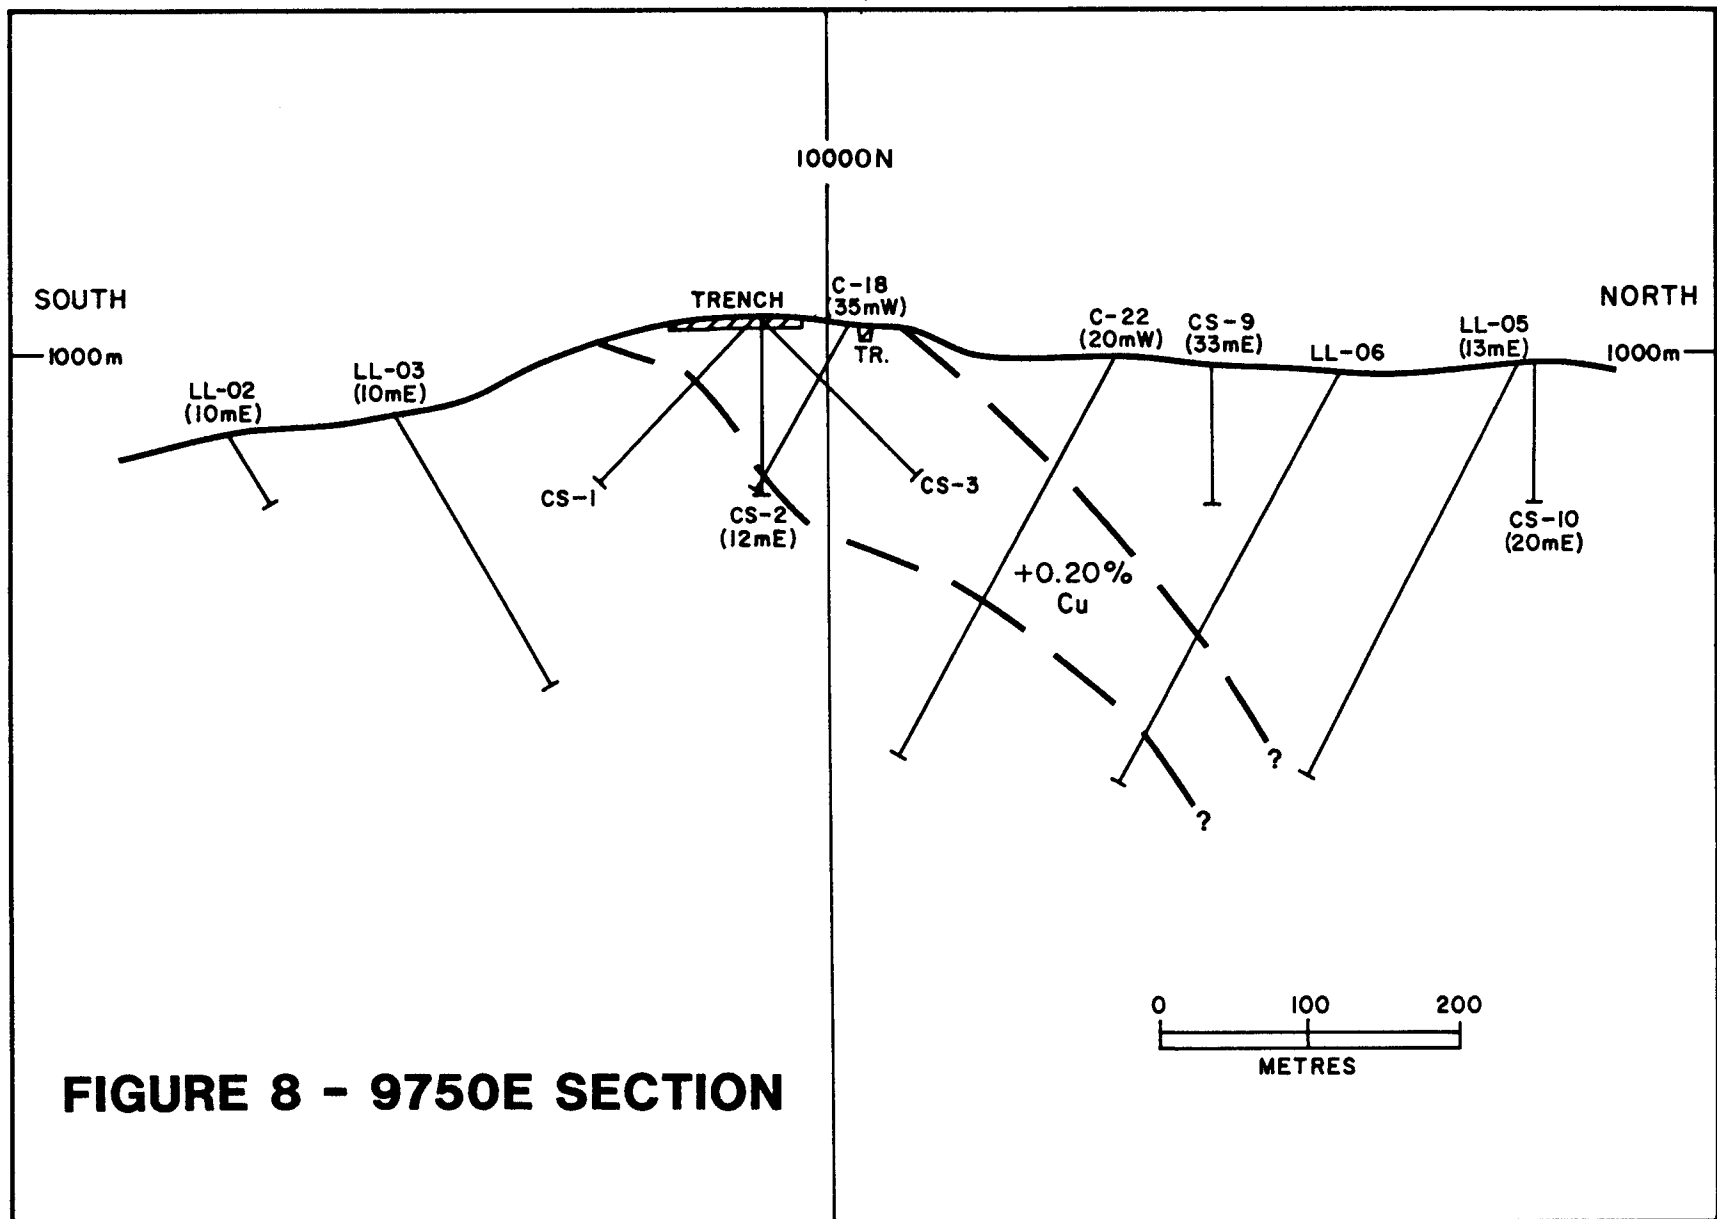 10000N
SOUTH
TRENCH
C-18
(35mW)
TR.
C-22
(20mW)
CS-9
(33mE)
LL-06
LL-05
(13mE)
NORTH
1000m
1000m
LL-02
(10mE)
LL-03
(10mE)
CS-1
CS-2
(12mE)
CS-3
CS-10
(20mE)
+0.20%
Cu
?
?
0 100 200
METRES
FIGURE 8 - 9750E SECTION